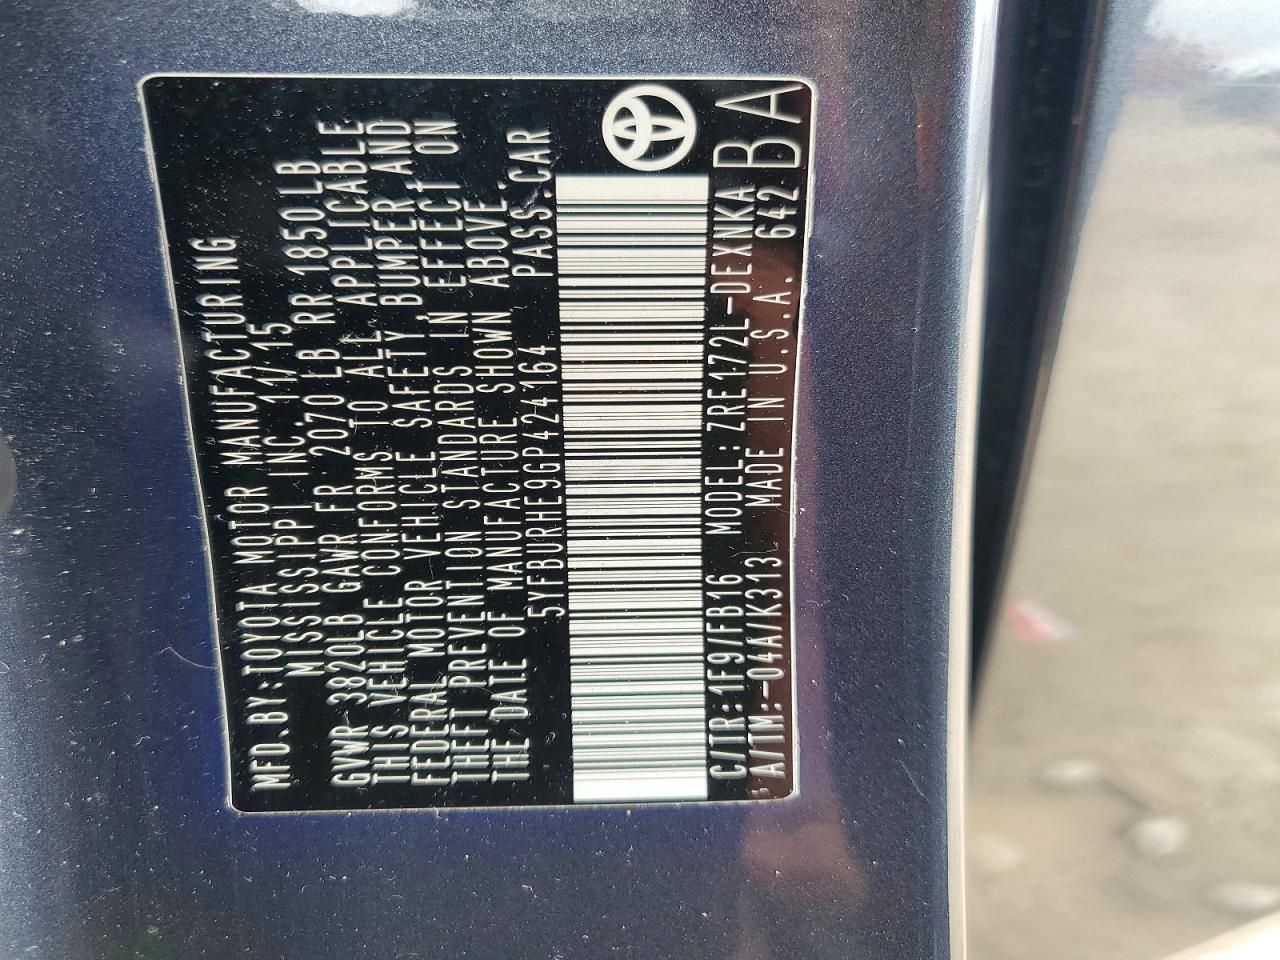 MFD.BY:TOYOTA MOTOR MANUFACTURING
MISSISSIPPI INC. 11/15
GVWR 3820LB GAWR FR 2070 LB RR 1850LB
THIS VEHICLE CONFORMS TO ALL APPLICABLE
FEDERAL MOTOR VEHICLE SAFETY BUMPER AND
THEFT PREVENTION STANDARDS IN EFFECT ON
THE DATE OF MANUFACTURE SHOWN ABOVE.
5YFBURHE9GP424164 PASS.CAR
C/TR:1F9/FB16 MODEL:ZRE172L-DEXNKA B
A/TM:-04A/K313 MADE IN U.S.A. 642 BA